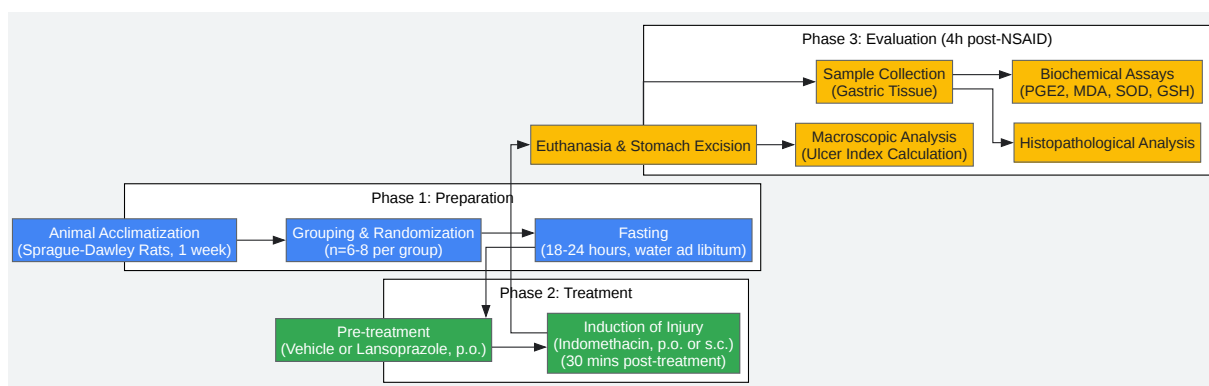 Phase 3: Evaluation (4h post-NSAID)
Sample Collection
(Gastric Tissue)
Biochemical Assays
(PGE2, MDA, SOD, GSH)
Euthanasia & Stomach Excision
Macroscopic Analysis
(Ulcer Index Calculation)
Histopathological Analysis
Phase 1: Preparation
Animal Acclimatization
(Sprague-Dawley Rats, 1 week)
Grouping & Randomization
(n=6-8 per group)
Fasting
(18-24 hours, water ad libitum)
Phase 2: Treatment
Pre-treatment
(Vehicle or Lansoprazole, p.o.)
Induction of Injury
(Indomethacin, p.o. or s.c.)
(30 mins post-treatment)